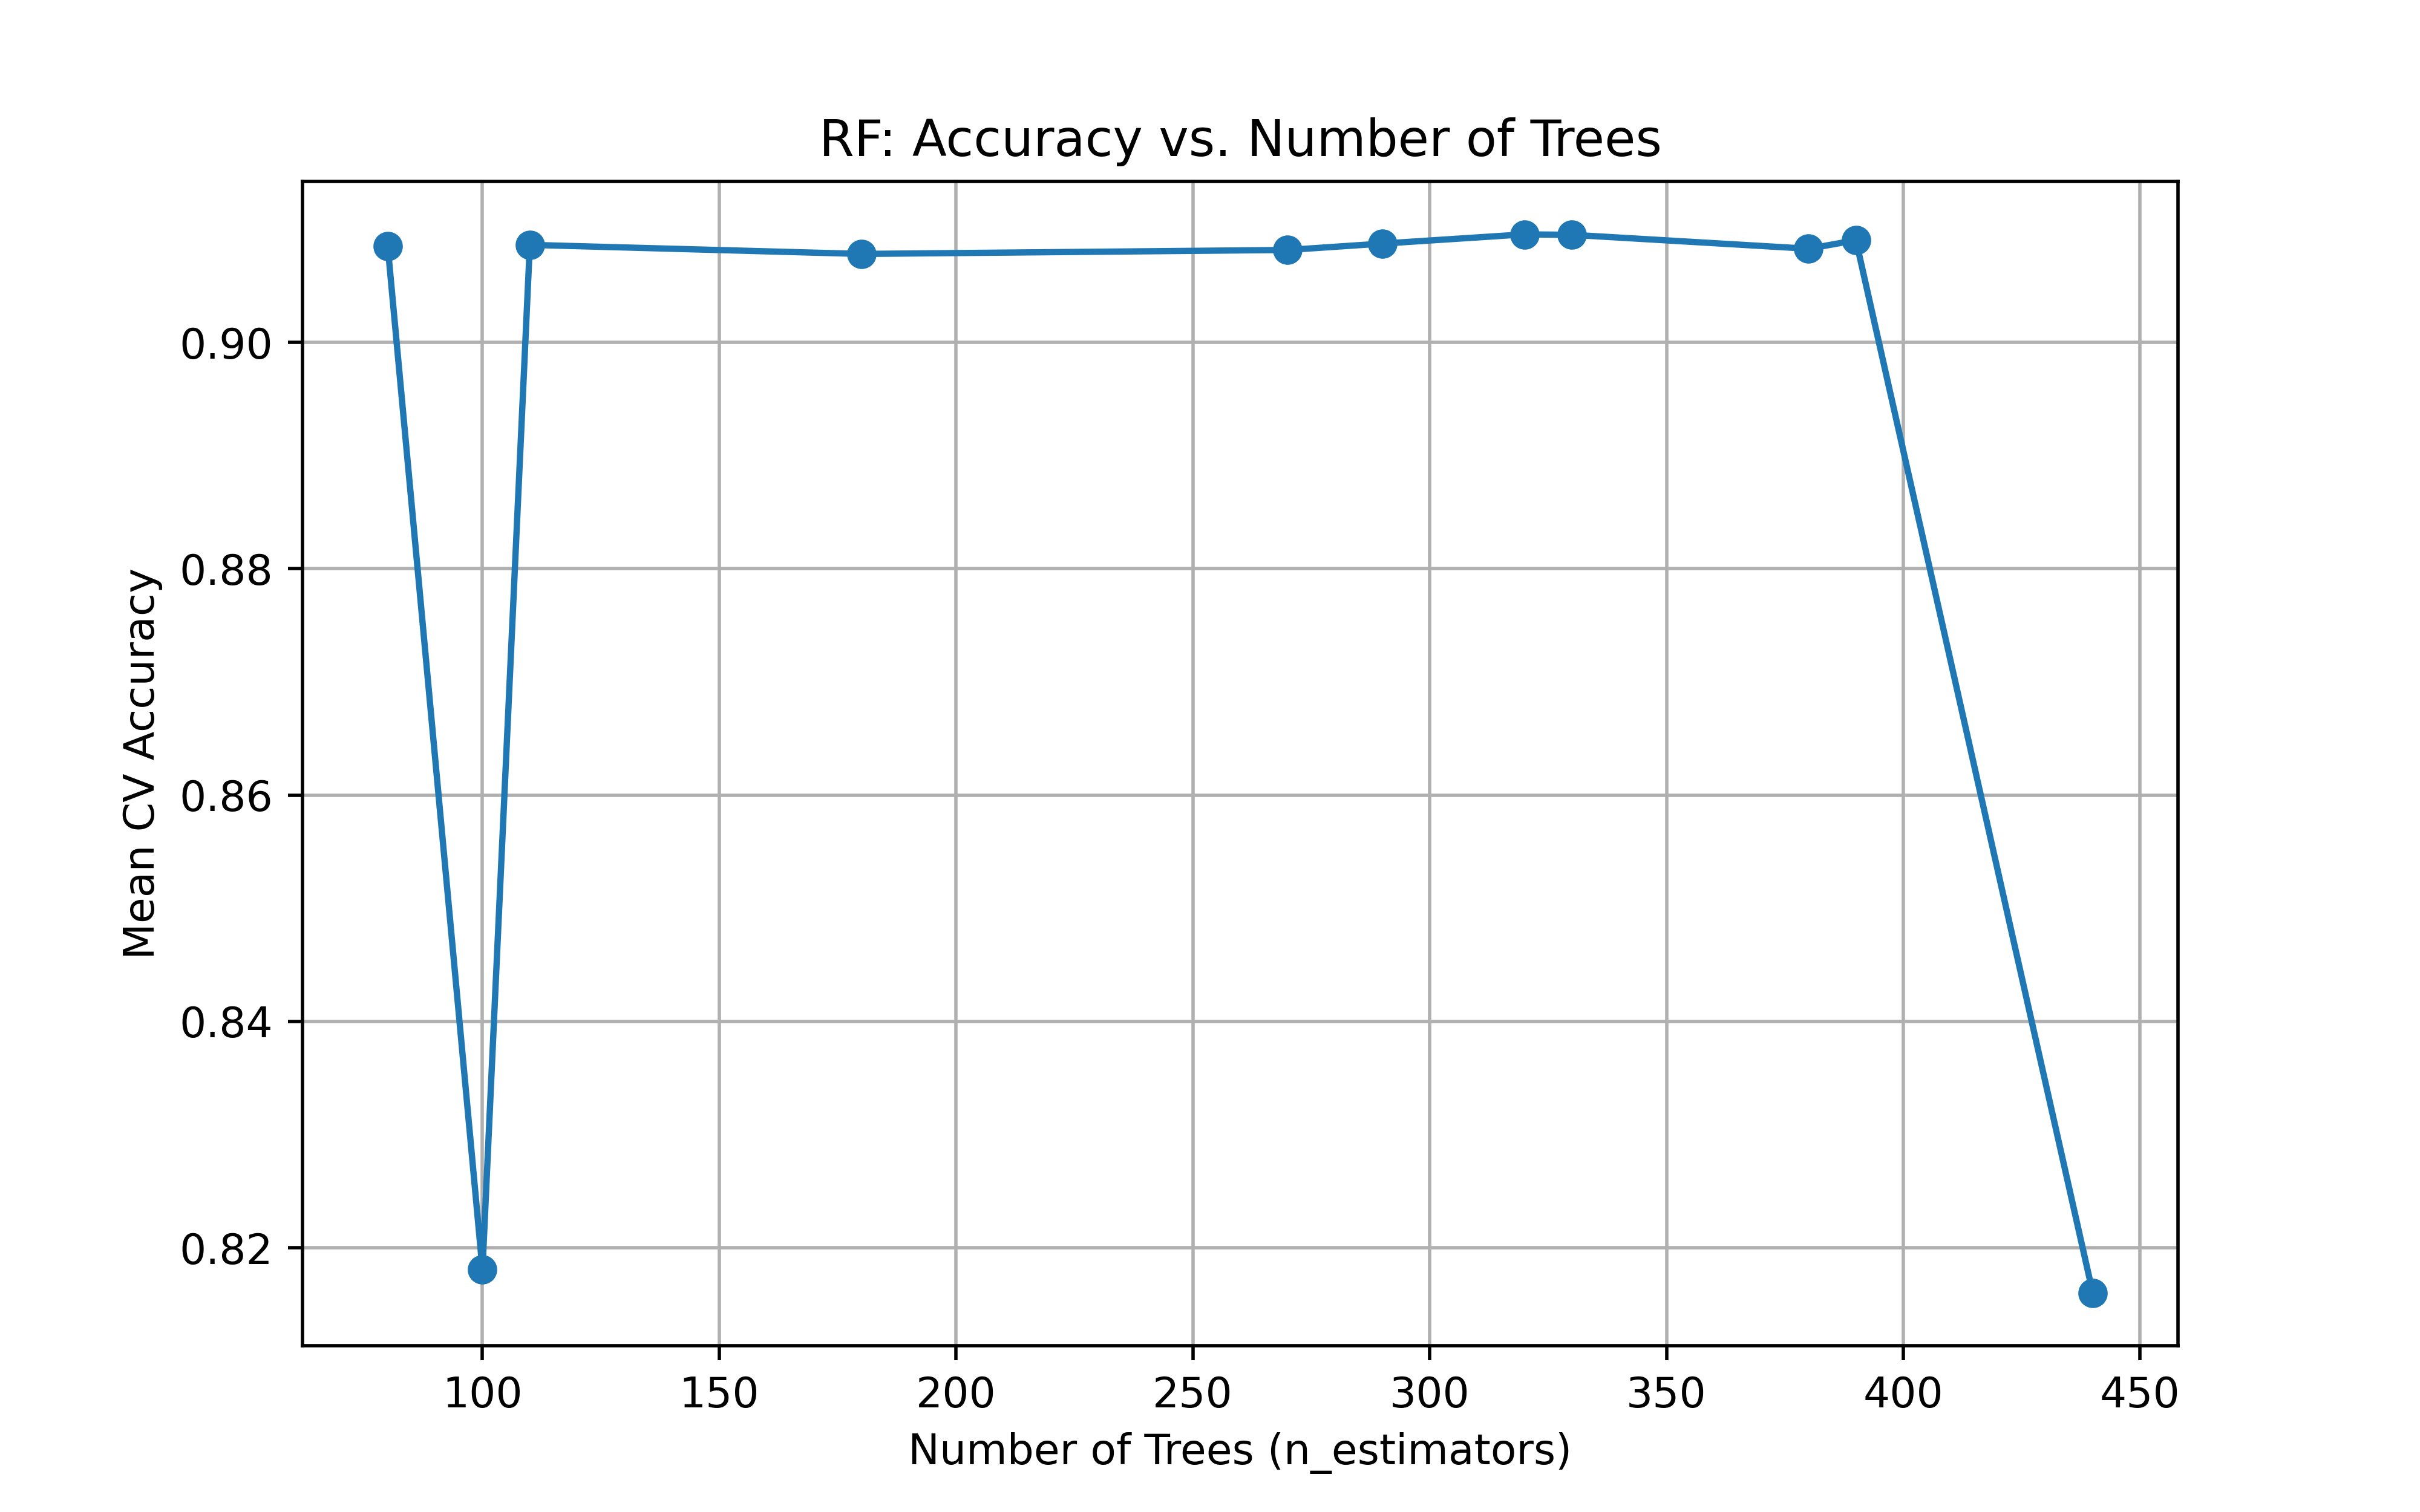 RF: Accuracy vs. Number of Trees
Mean CV Accuracy
0.90
0.88
0.86
0.84
0.82
100 150 200 250 300 350 400 450
Number of Trees (n_estimators)